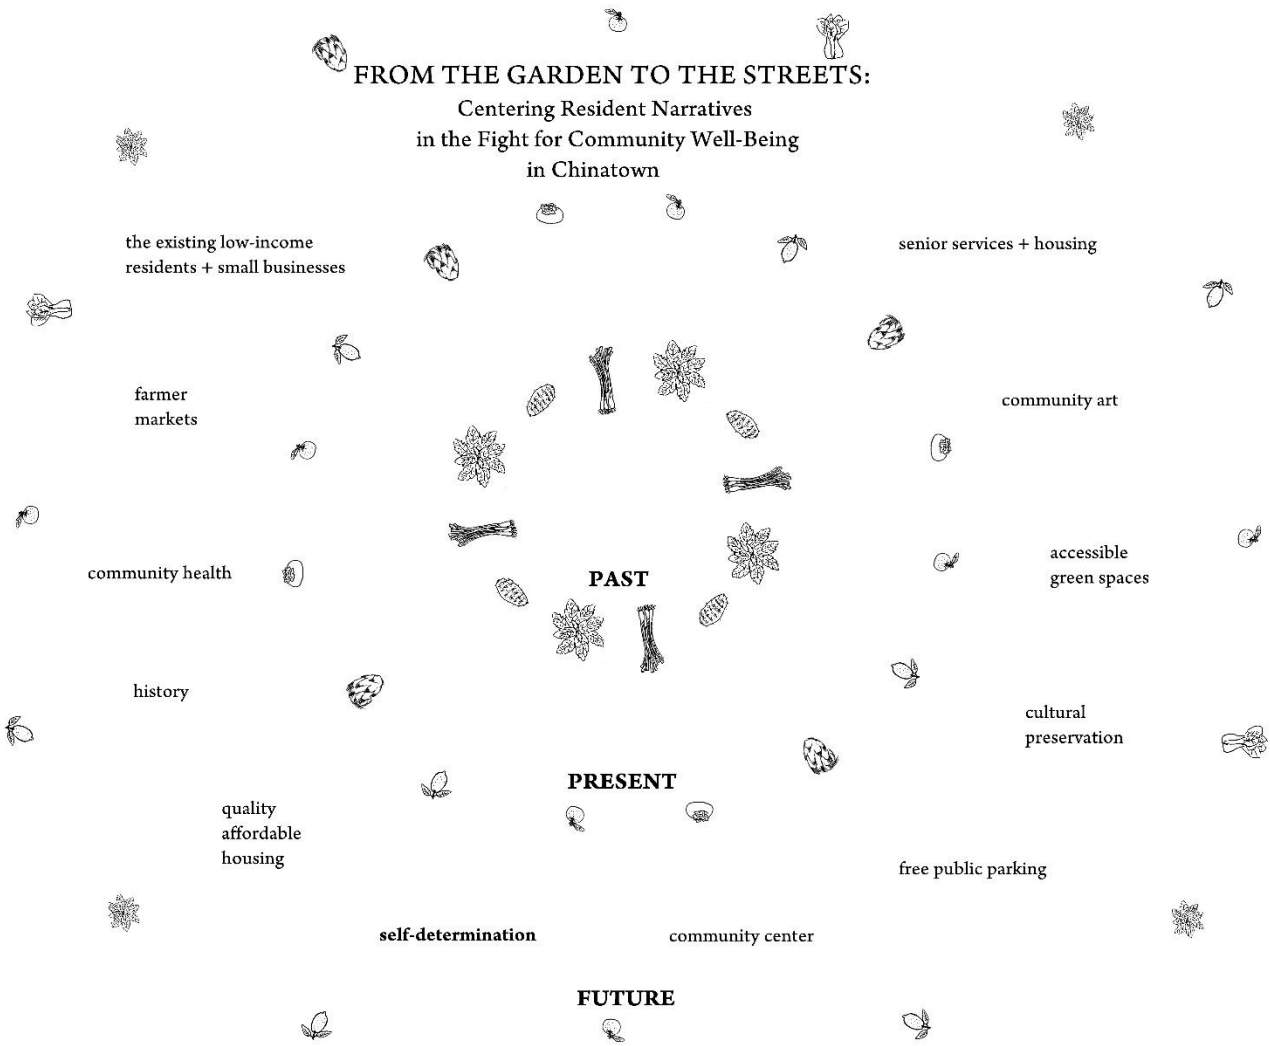 FROM THE GARDEN TO THE STREETS:
Centering Resident Narratives
in the Fight for Community Well-Being
in Chinatown
the existing low-income
residents + small businesses
senior services + housing
farmer
markets
community art
community health
accessible
green spaces
PAST
history
cultural
preservation
PRESENT
quality
affordable
housing
free public parking
self-determination
community center
FUTURE